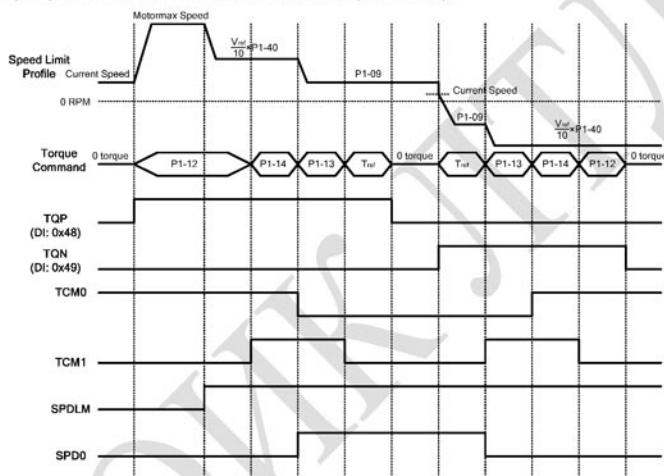 Motormax Speed
Vref/10 ×P1-40
Speed Limit Profile
Current Speed
P1-09
0 RPM
Current Speed
P1-09
Vref/10 ×P1-40
Torque Command
0 torque
P1-12
P1-14
P1-13
Tref
0 torque
Tref
P1-13
P1-14
P1-12
0 torque
TQP
(DI: 0x48)
TQN
(DI: 0x49)
TCM0
TCM1
SPDLM
SPD0